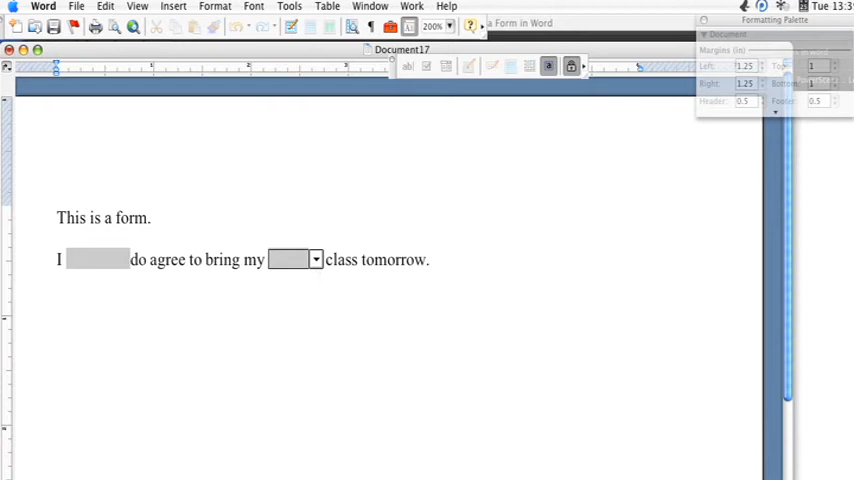 Word File Edit View Insert Format Font Tools Table Window Work Help
Tue 13:3
200% a Form in Word
Formatting Palette
Document17
Document
Margins (in)
Left: 1.25 Top: 1
Right: 1.25 Bottom: 1
Header: 0.5 Footer: 0.5
This is a form.
I do agree to bring my class tomorrow.